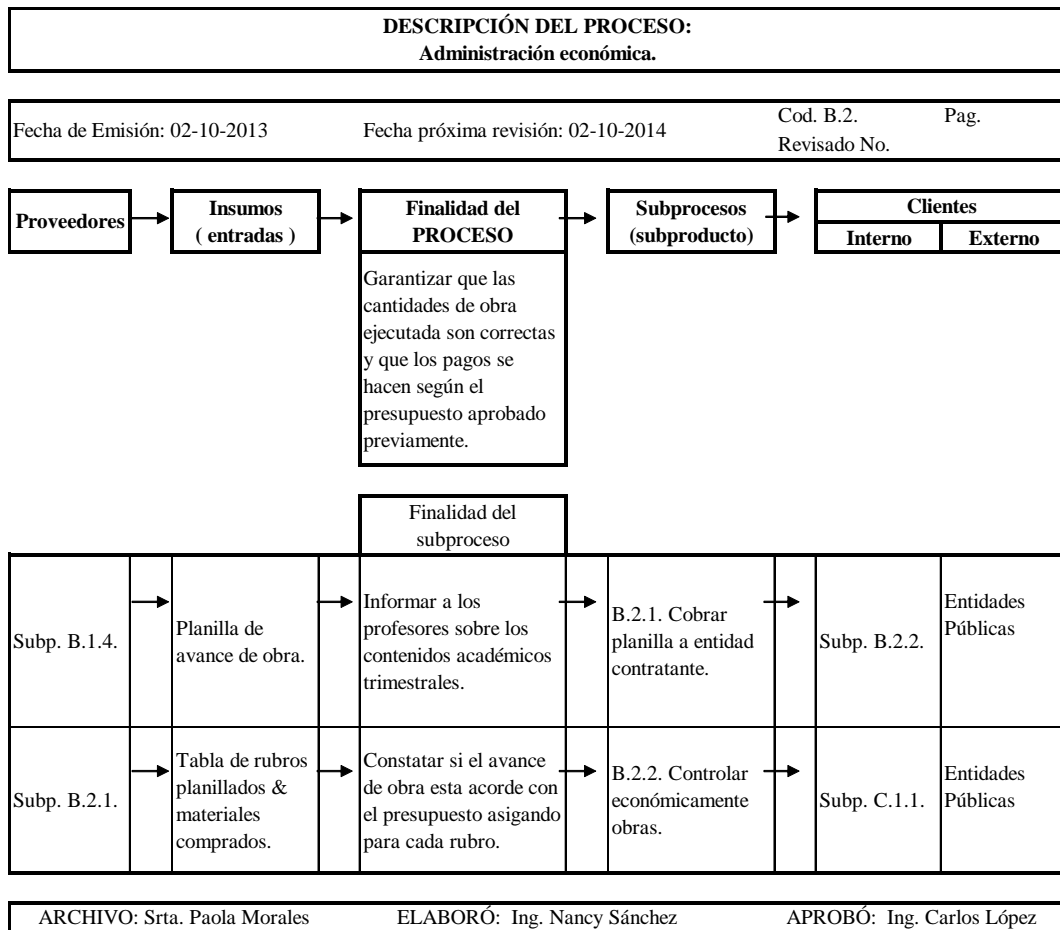 DESCRIPCIÓN DEL PROCESO:
Administración económica.
Fecha de Emisión: 02-10-2013 Fecha próxima revisión: 02-10-2014 Cod. B.2. Pag.
Revisado No.
Proveedores
Insumos
( entradas )
Finalidad del
PROCESO
Subprocesos
(subproducto)
Clientes
Interno Externo
Garantizar que las
cantidades de obra
ejecutada son correctas
y que los pagos se
hacen según el
presupuesto aprobado
previamente.
Finalidad del
subproceso
Subp. B.1.4.
Planilla de
avance de obra.
Informar a los
profesores sobre los
contenidos académicos
trimestrales.
B.2.1. Cobrar
planilla a entidad
contratante.
Subp. B.2.2.
Entidades
Públicas
Subp. B.2.1.
Tabla de rubros
planillados &
materiales
comprados.
Constatar si el avance
de obra esta acorde con
el presupuesto asigando
para cada rubro.
B.2.2. Controlar
económicamente
obras.
Subp. C.1.1.
Entidades
Públicas
ARCHIVO: Srta. Paola Morales ELABORÓ: Ing. Nancy Sánchez APROBÓ: Ing. Carlos López